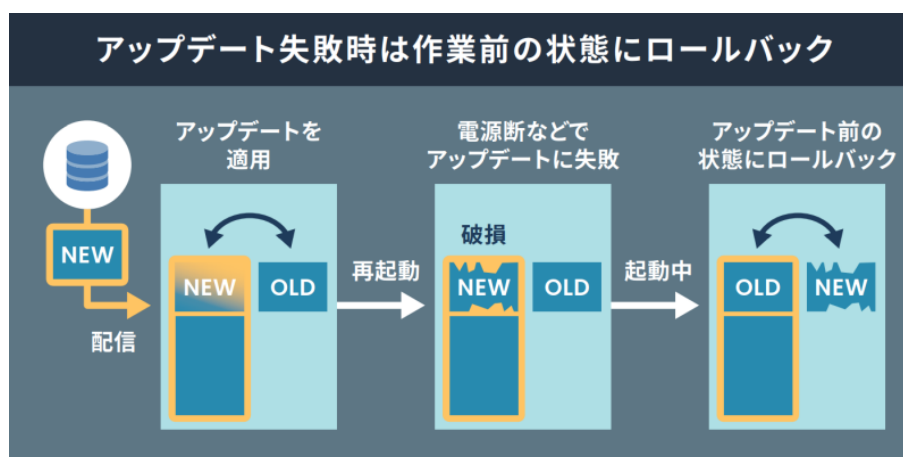 アップデート失敗時は作業前の状態にロールバック
NEW
配信
アップデートを
適用
NEW
OLD
再起動
電源断などで
アップデートに失敗
破損
NEW
OLD
起動中
アップデート前の
状態にロールバック
OLD
NEW